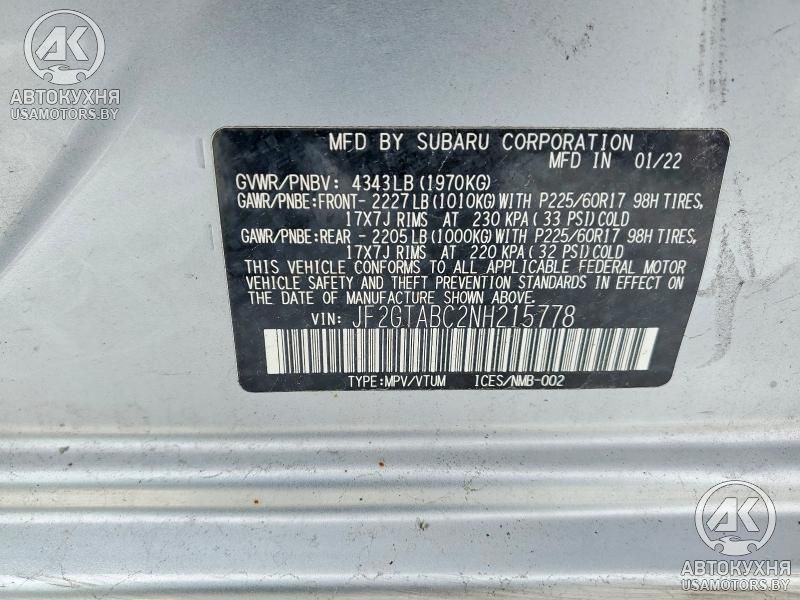 AK
АВТОКУХНЯ
USAMOTORS.BY
MFD BY SUBARU CORPORATION
MFD IN 01/22
GVWR/PNBV: 4343LB (1970KG)
GAWR/PNBE:FRONT- 2227LB (1010KG) WITH P225/60R17 98H TIRES,
17X7J RIMS AT 230 KPA ( 33 PSI) COLD
GAWR/PNBE:REAR - 2205LB (1000KG) WITH P225/60R17 98H TIRES,
17X7J RIMS AT 220 KPA ( 32 PSI) COLD
THIS VEHICLE CONFORMS TO ALL APPLICABLE FEDERAL MOTOR
VEHICLE SAFETY AND THEFT PREVENTION STANDARDS IN EFFECT ON
THE DATE OF MANUFACTURE SHOWN ABOVE.
VIN: JF2GTABC2NH215778
TYPE:MPV/VTUM ICES/NMB-002
AK
АВТОКУХНЯ
USAMOTORS.BY